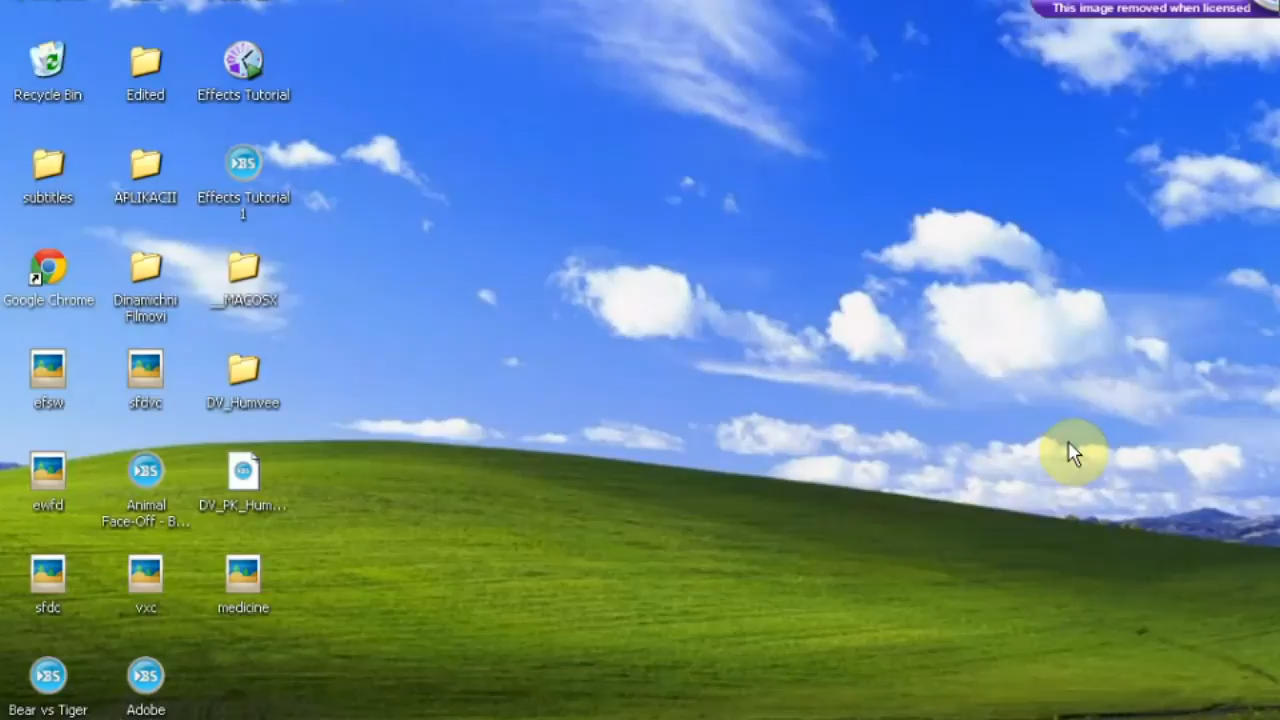 This image removed when licensed
Recycle Bin
Edited
Effects Tutorial
subtitles
APLIKACII
Effects Tutorial
1
Google Chrome
Dinamichni
Filmovi
__MACOSX
efsw
sfdvc
DV_Humvee
ewfd
Animal
Face-Off - B...
DV_PK_Hum...
sfdc
vxc
medicine
Bear vs Tiger
Adobe